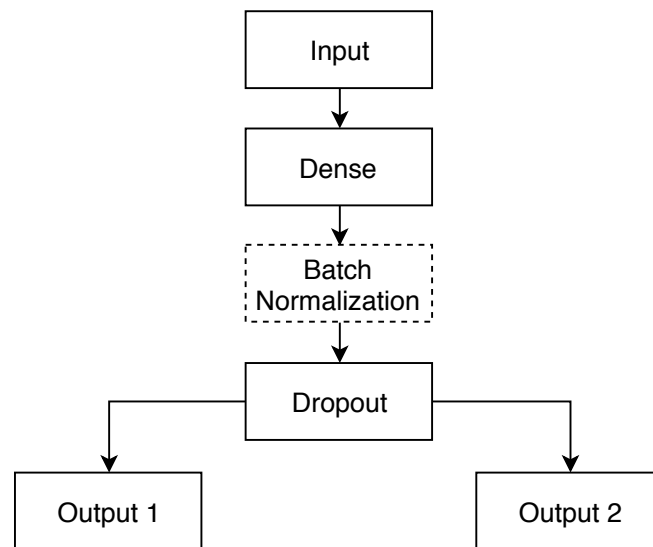 Input
Dense
Batch
Normalization
Dropout
Output 1
Output 2